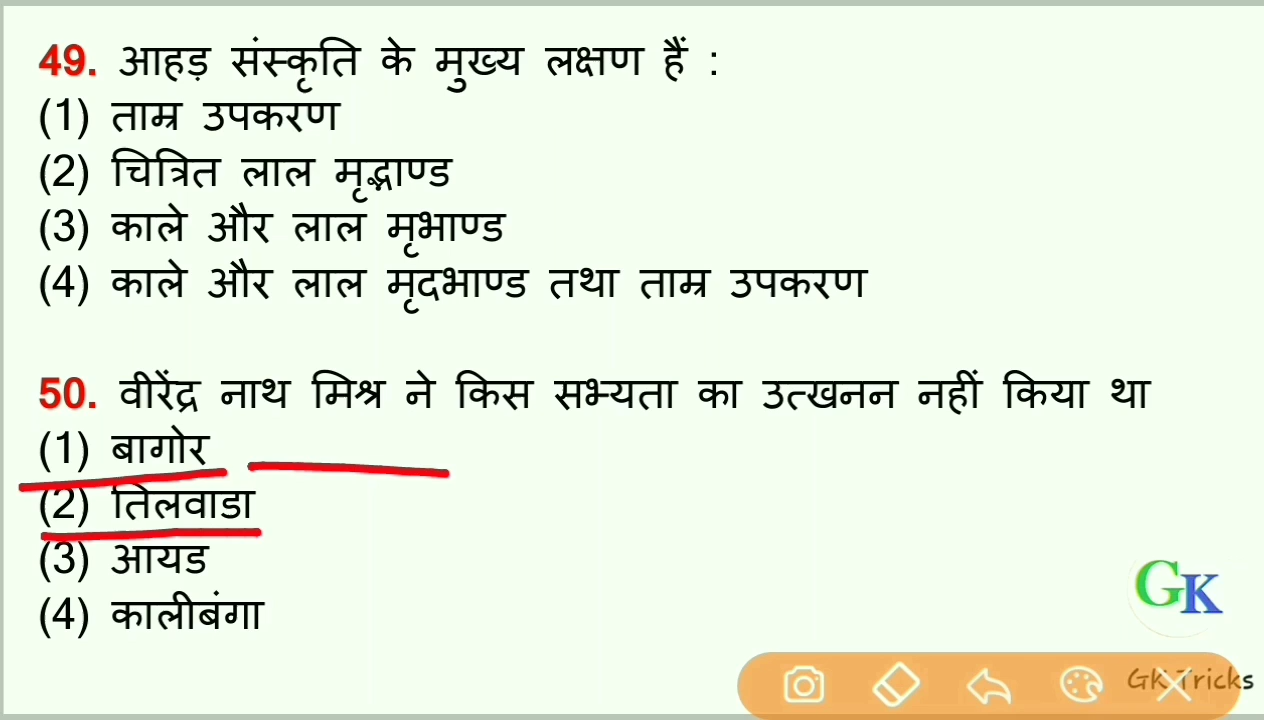 49. आहड़ संस्कृति के मुख्य लक्षण हैं :
(1) ताम्र उपकरण
(2) चित्रित लाल मृद्भाण्ड
(3) काले और लाल मृभाण्ड
(4) काले और लाल मृदभाण्ड तथा ताम्र उपकरण
50. वीरेंद्र नाथ मिश्र ने किस सभ्यता का उत्खनन नहीं किया था
(1) बागोर
(2) तिलवाडा
(3) आयड
(4) कालीबंगा
GK
GK Tricks